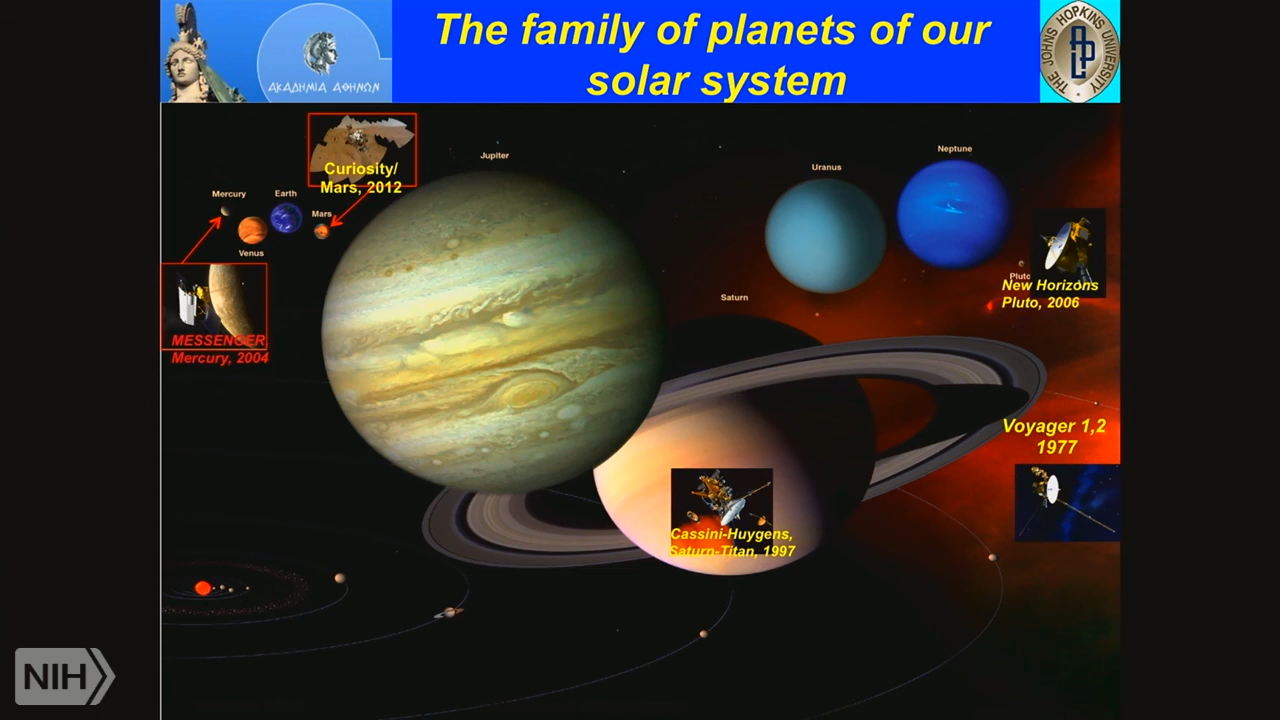 The family of planets of our
solar system
ΑΚΑΔΗΜΙΑ ΑΘΗΝΩΝ
THE JOHNS HOPKINS UNIVERSITY
APL
Curiosity/
Mars, 2012
Jupiter
Mercury
Earth
Mars
Venus
Uranus
Neptune
Pluto
New Horizons
Pluto, 2006
Saturn
MESSENGER
Mercury, 2004
Voyager 1,2
1977
Cassini-Huygens,
Saturn-Titan, 1997
NIH